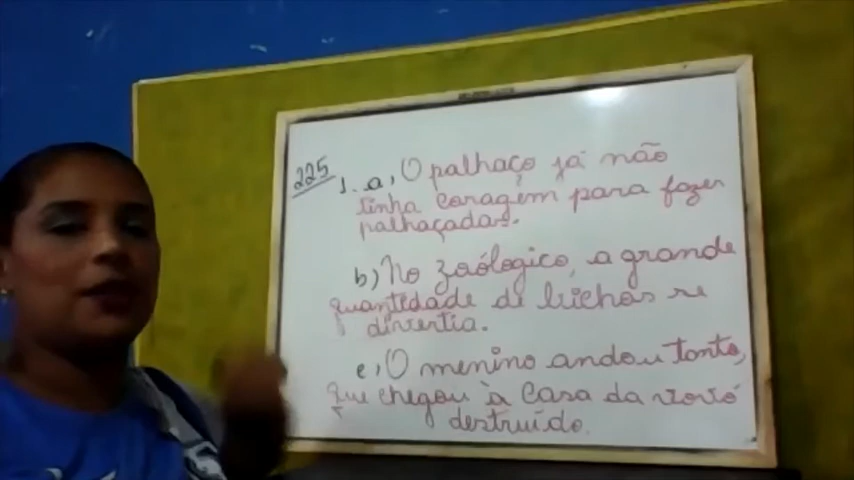 225 1. a, O palhaço já não
tinha coragem para fazer
palhaçadas.
b) No zoológico, a grande
quantidade de bichos se
divertia.
c, O menino andou tanto,
que chegou à casa da vovó
destruído.